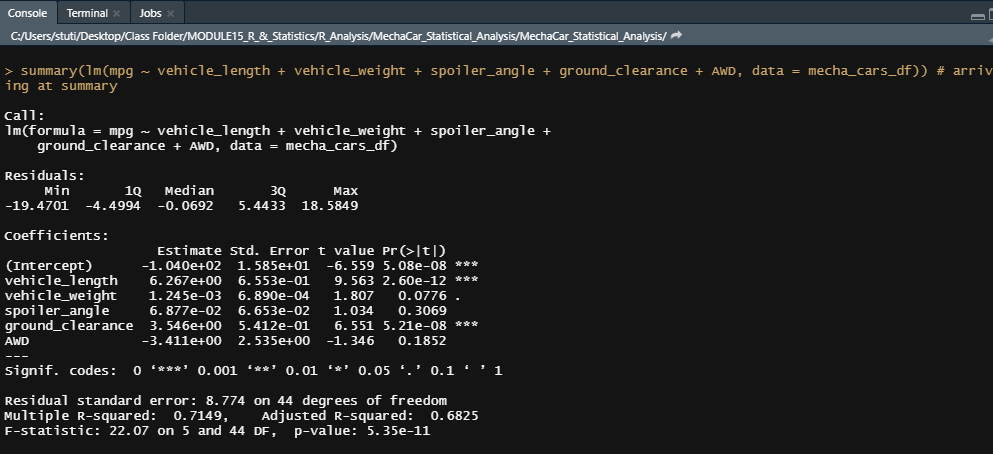 Console Terminal × Jobs ×
C:/Users/stuti/Desktop/Class Folder/MODULE15_R_&_Statistics/R_Analysis/MechaCar_Statistical_Analysis/MechaCar_Statistical_Analysis/
> summary(lm(mpg ~ vehicle_length + vehicle_weight + spoiler_angle + ground_clearance + AWD, data = mecha_cars_df)) # arriv
ing at summary
Call:
lm(formula = mpg ~ vehicle_length + vehicle_weight + spoiler_angle +
    ground_clearance + AWD, data = mecha_cars_df)
Residuals:
     Min       1Q   Median       3Q      Max
-19.4701  -4.4994  -0.0692   5.4433  18.5849
Coefficients:
                   Estimate Std. Error t value Pr(>|t|)
(Intercept)      -1.040e+02  1.585e+01  -6.559 5.08e-08 ***
vehicle_length    6.267e+00  6.553e-01   9.563 2.60e-12 ***
vehicle_weight    1.245e-03  6.890e-04   1.807   0.0776 .
spoiler_angle     6.877e-02  6.653e-02   1.034   0.3069
ground_clearance  3.546e+00  5.412e-01   6.551 5.21e-08 ***
AWD              -3.411e+00  2.535e+00  -1.346   0.1852
---
Signif. codes:  0 ‘***’ 0.001 ‘**’ 0.01 ‘*’ 0.05 ‘.’ 0.1 ‘ ’ 1
Residual standard error: 8.774 on 44 degrees of freedom
Multiple R-squared:  0.7149,    Adjusted R-squared:  0.6825
F-statistic: 22.07 on 5 and 44 DF,  p-value: 5.35e-11